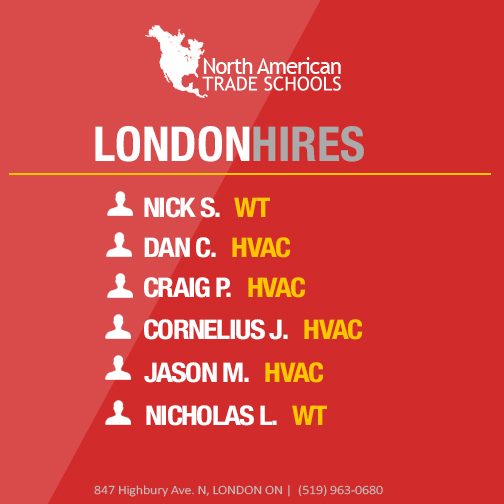 North American
TRADE SCHOOLS
LONDONHIRES
NICK S. WT
DAN C. HVAC
CRAIG P. HVAC
CORNELIUS J. HVAC
JASON M. HVAC
NICHOLAS L. WT
847 Highbury Ave. N, LONDON ON | (519) 963-0680